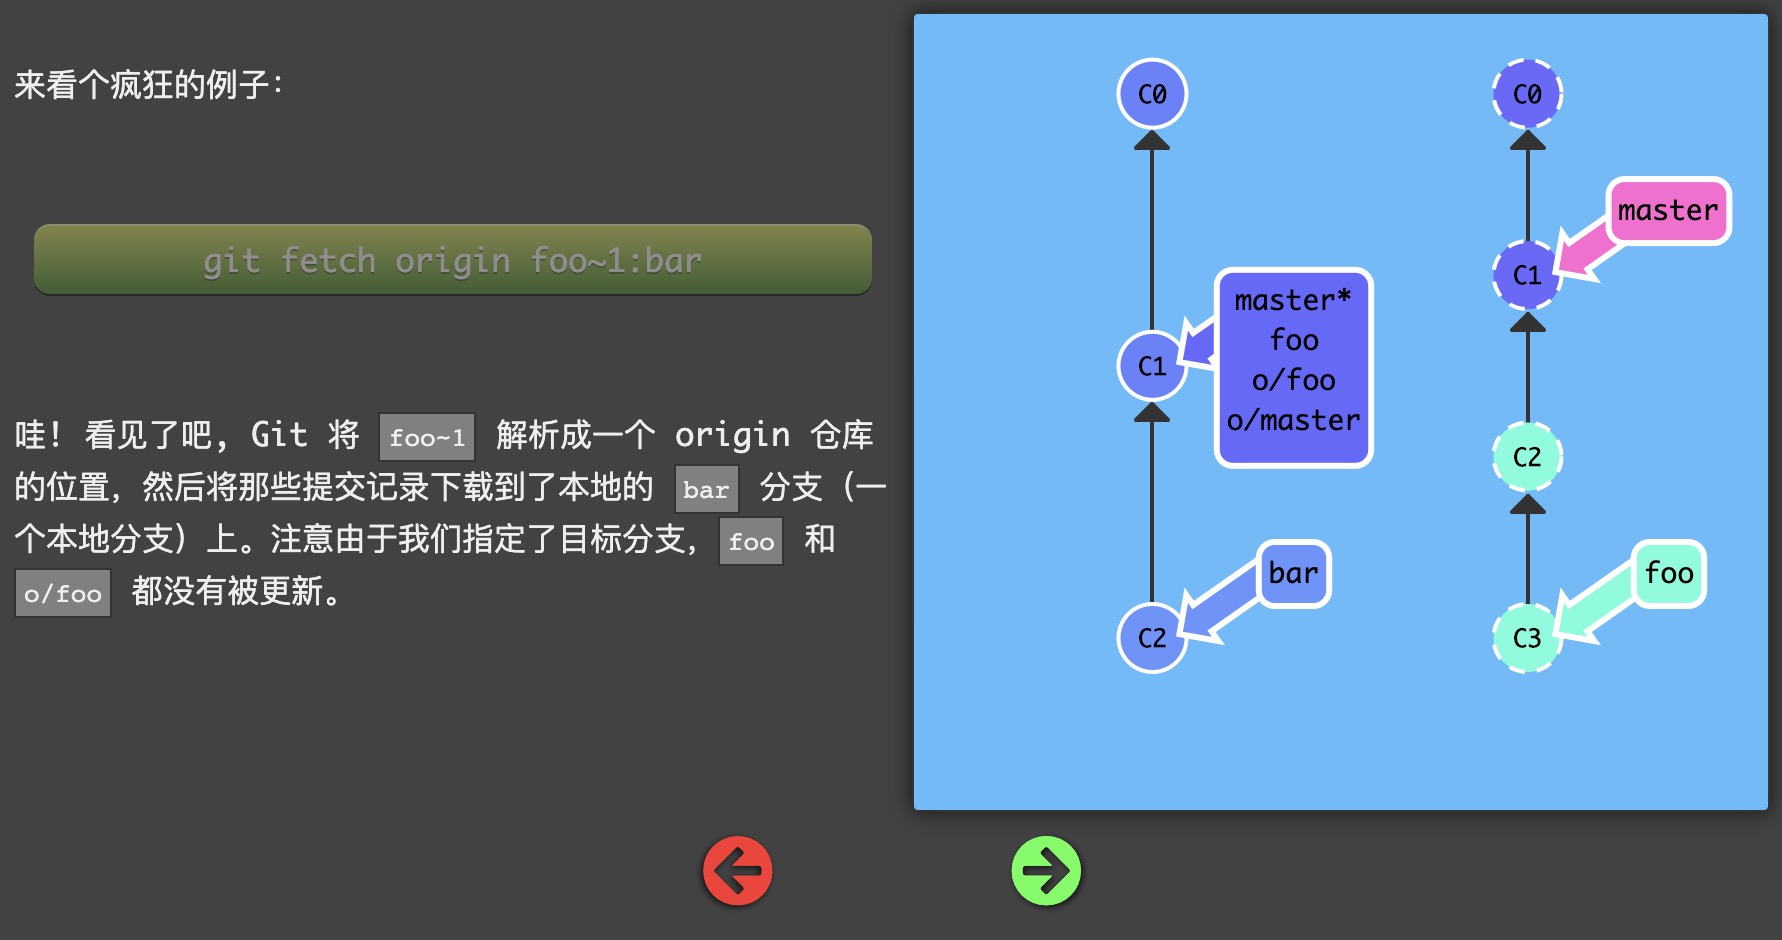 来看个疯狂的例子：
git fetch origin foo~1:bar
哇！看见了吧，Git 将 foo~1 解析成一个 origin 仓库
的位置，然后将那些提交记录下载到了本地的 bar 分支（一
个本地分支）上。注意由于我们指定了目标分支，foo 和
o/foo 都没有被更新。
C0
C1
master*
foo
o/foo
o/master
C2
bar
C0
master
C1
C2
foo
C3